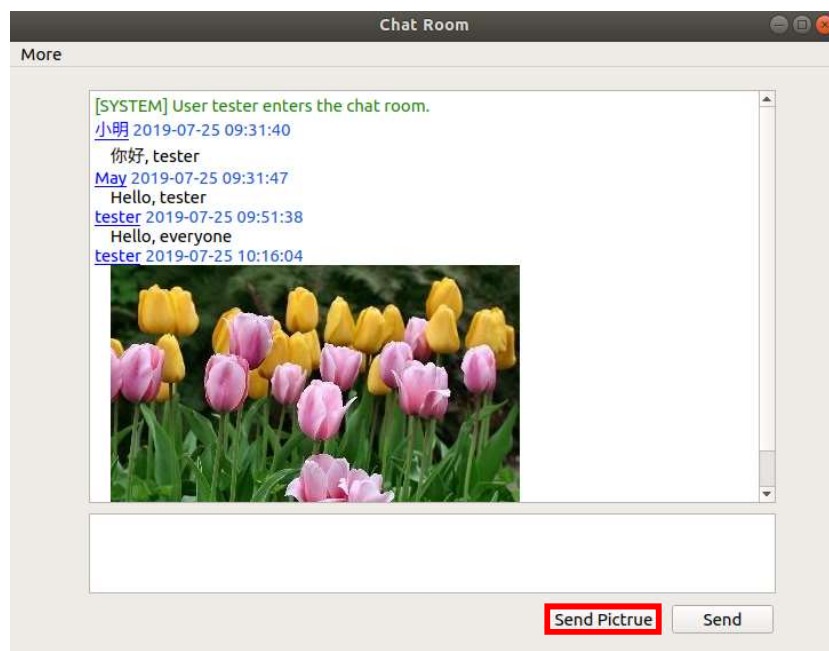 Chat Room
More
[SYSTEM] User tester enters the chat room.
小明 2019-07-25 09:31:40
你好, tester
May 2019-07-25 09:31:47
Hello, tester
tester 2019-07-25 09:51:38
Hello, everyone
tester 2019-07-25 10:16:04
Send Pictrue
Send